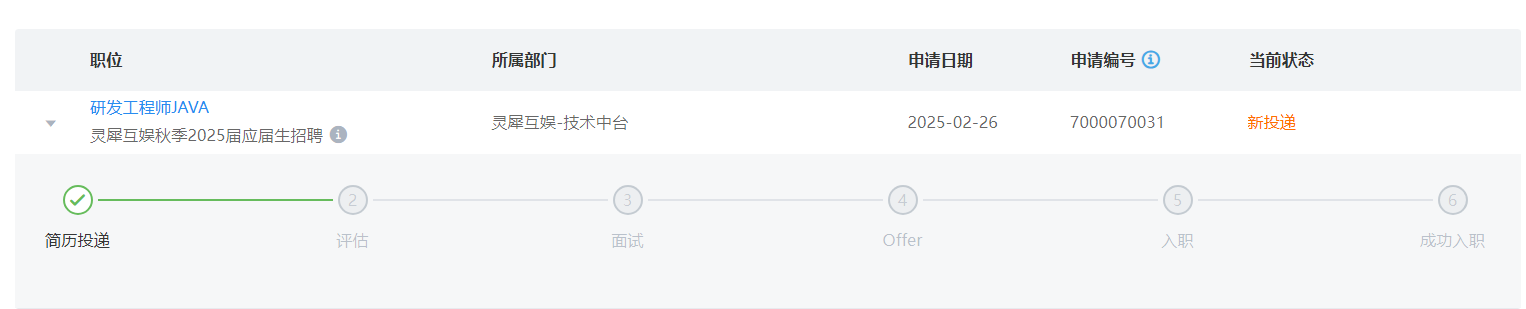 职位 所属部门 申请日期 申请编号 当前状态
研发工程师JAVA
灵犀互娱秋季2025届应届生招聘 灵犀互娱-技术中台 2025-02-26 7000070031 新投递
2 3 4 5 6
简历投递 评估 面试 Offer 入职 成功入职